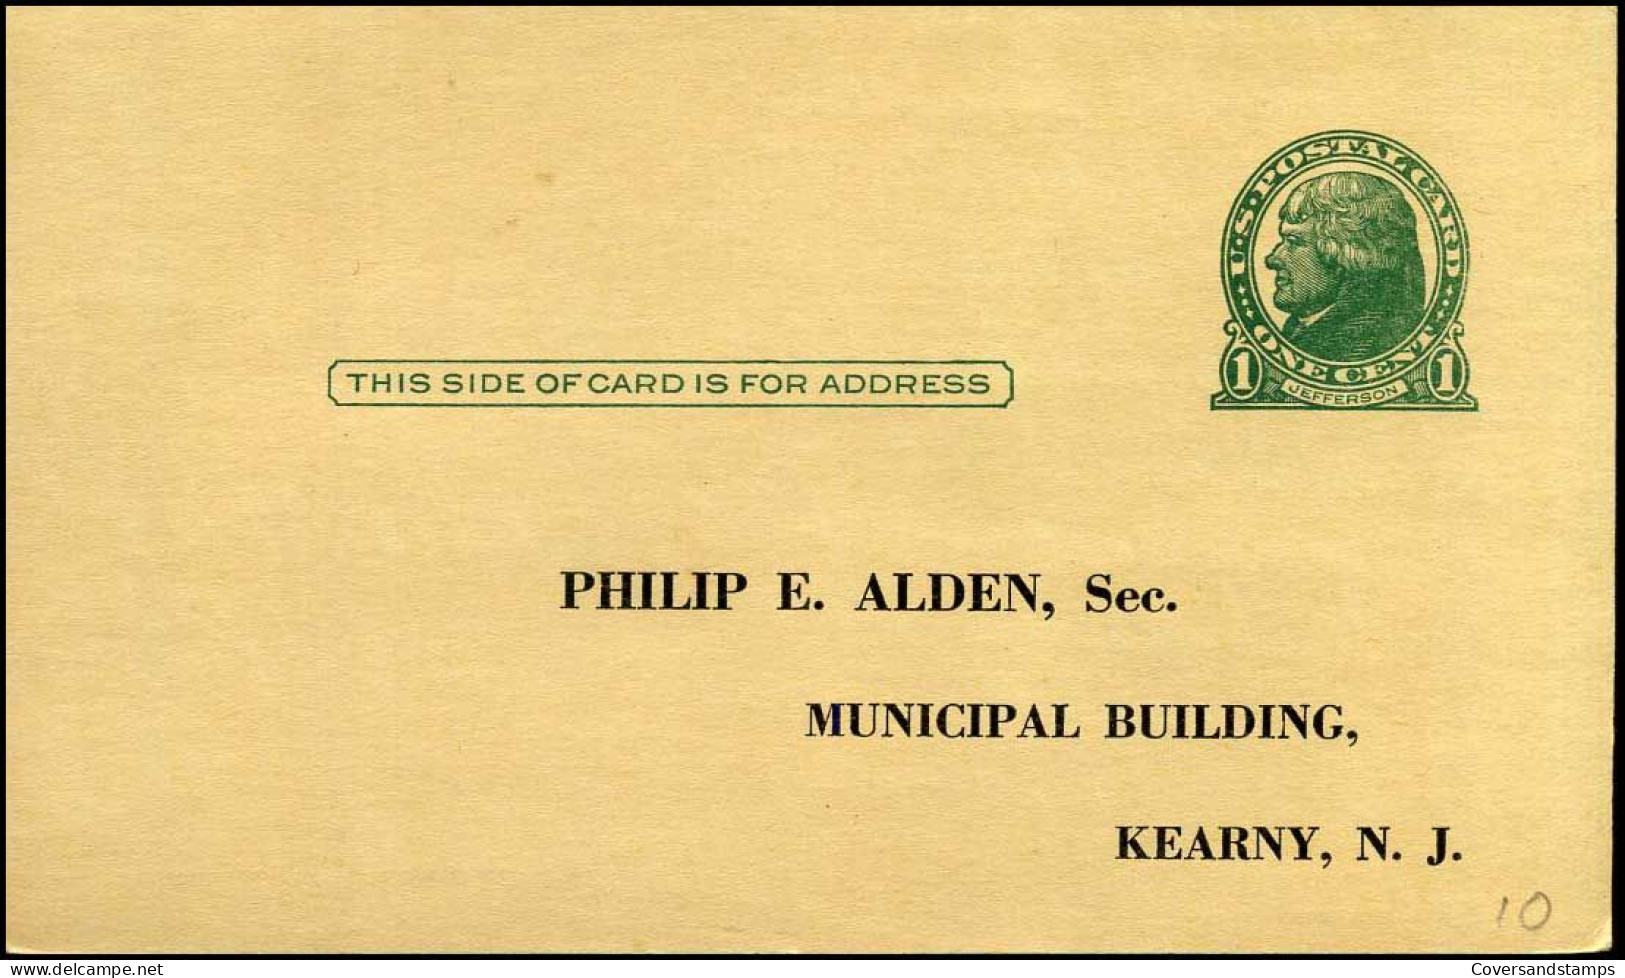 U.S. POSTAL CARD
ONE CENT
1 JEFFERSON 1
THIS SIDE OF CARD IS FOR ADDRESS
PHILIP E. ALDEN, Sec.
MUNICIPAL BUILDING,
KEARNY, N. J.
10
www.delcampe.net
Coversandstamps